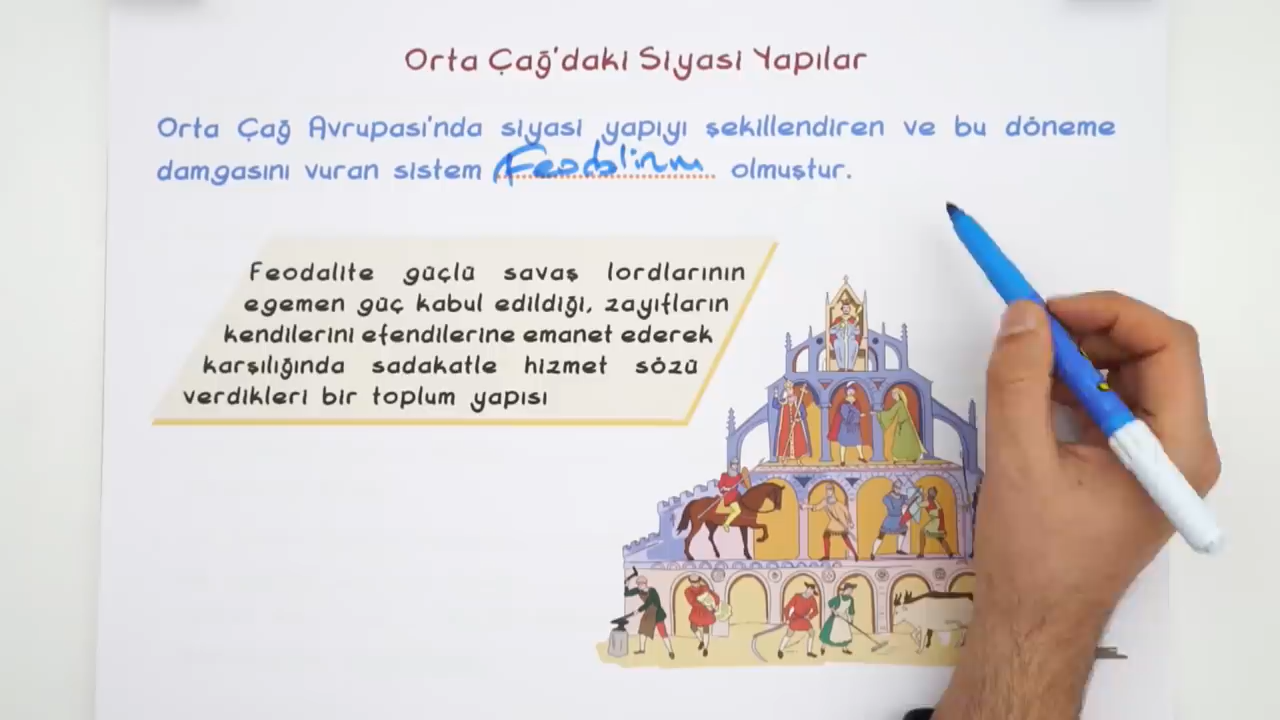 Orta Çağ'daki Siyasi Yapılar
Orta Çağ Avrupası'nda siyasi yapıyı şekillendiren ve bu döneme
damgasını vuran sistem Feodalizm olmuştur.
Feodalite güçlü savaş lordlarının
egemen güç kabul edildiği, zayıfların
kendilerini efendilerine emanet ederek
karşılığında sadakatle hizmet sözü
verdikleri bir toplum yapısı